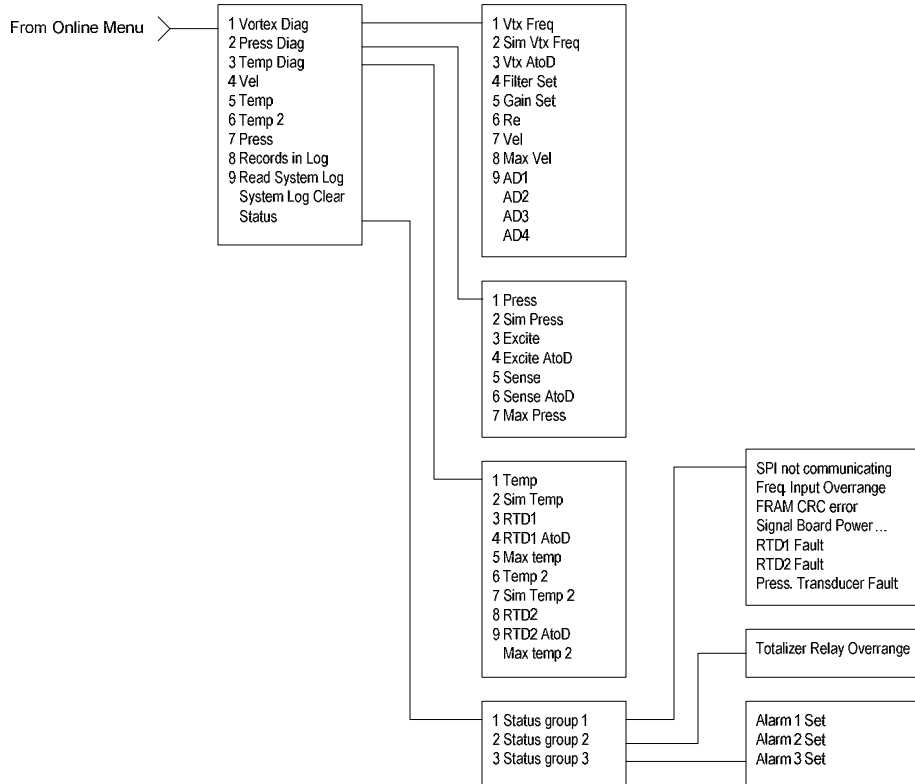 From Online Menu
1 Vortex Diag
2 Press Diag
3 Temp Diag
4 Vel
5 Temp
6 Temp 2
7 Press
8 Records in Log
9 Read System Log
System Log Clear
Status
1 Vtx Freq
2 Sim Vtx Freq
3 Vtx AtoD
4 Filter Set
5 Gain Set
6 Re
7 Vel
8 Max Vel
9 AD1
AD2
AD3
AD4
1 Press
2 Sim Press
3 Excite
4 Excite AtoD
5 Sense
6 Sense AtoD
7 Max Press
1 Temp
2 Sim Temp
3 RTD1
4 RTD1 AtoD
5 Max temp
6 Temp 2
7 Sim Temp 2
8 RTD2
9 RTD2 AtoD
Max temp 2
1 Status group 1
2 Status group 2
3 Status group 3
SPI not communicating
Freq. Input Overrange
FRAM CRC error
Signal Board Power ...
RTD1 Fault
RTD2 Fault
Press. Transducer Fault
Totalizer Relay Overrange
Alarm 1 Set
Alarm 2 Set
Alarm 3 Set